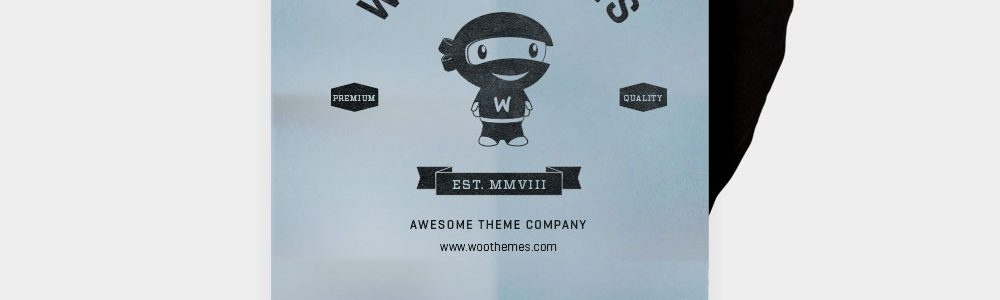 W
PREMIUM
QUALITY
EST. MMVIII
AWESOME THEME COMPANY
www.woothemes.com